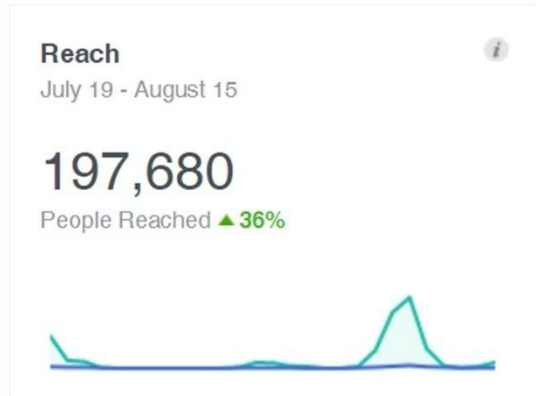 Reach
i
July 19 - August 15
197,680
People Reached ▲ 36%